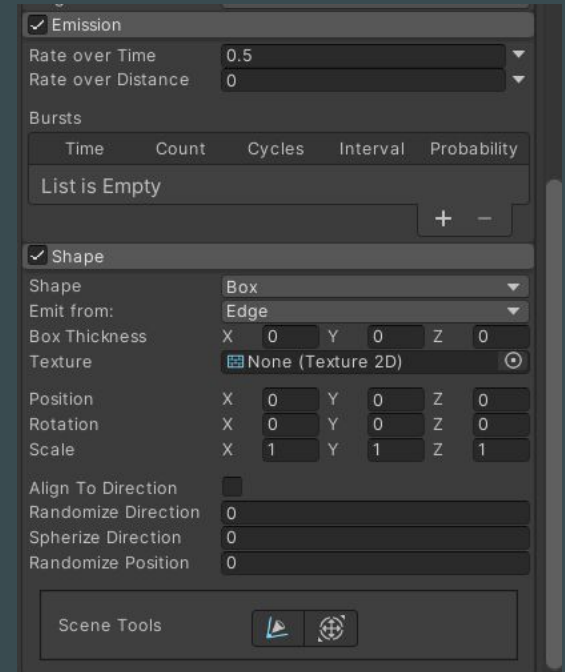 Emission
Rate over Time 0.5
Rate over Distance 0
Bursts
Time Count Cycles Interval Probability
List is Empty
+ −
Shape
Shape Box
Emit from: Edge
Box Thickness X 0 Y 0 Z 0
Texture None (Texture 2D)
Position X 0 Y 0 Z 0
Rotation X 0 Y 0 Z 0
Scale X 1 Y 1 Z 1
Align To Direction
Randomize Direction 0
Spherize Direction 0
Randomize Position 0
Scene Tools